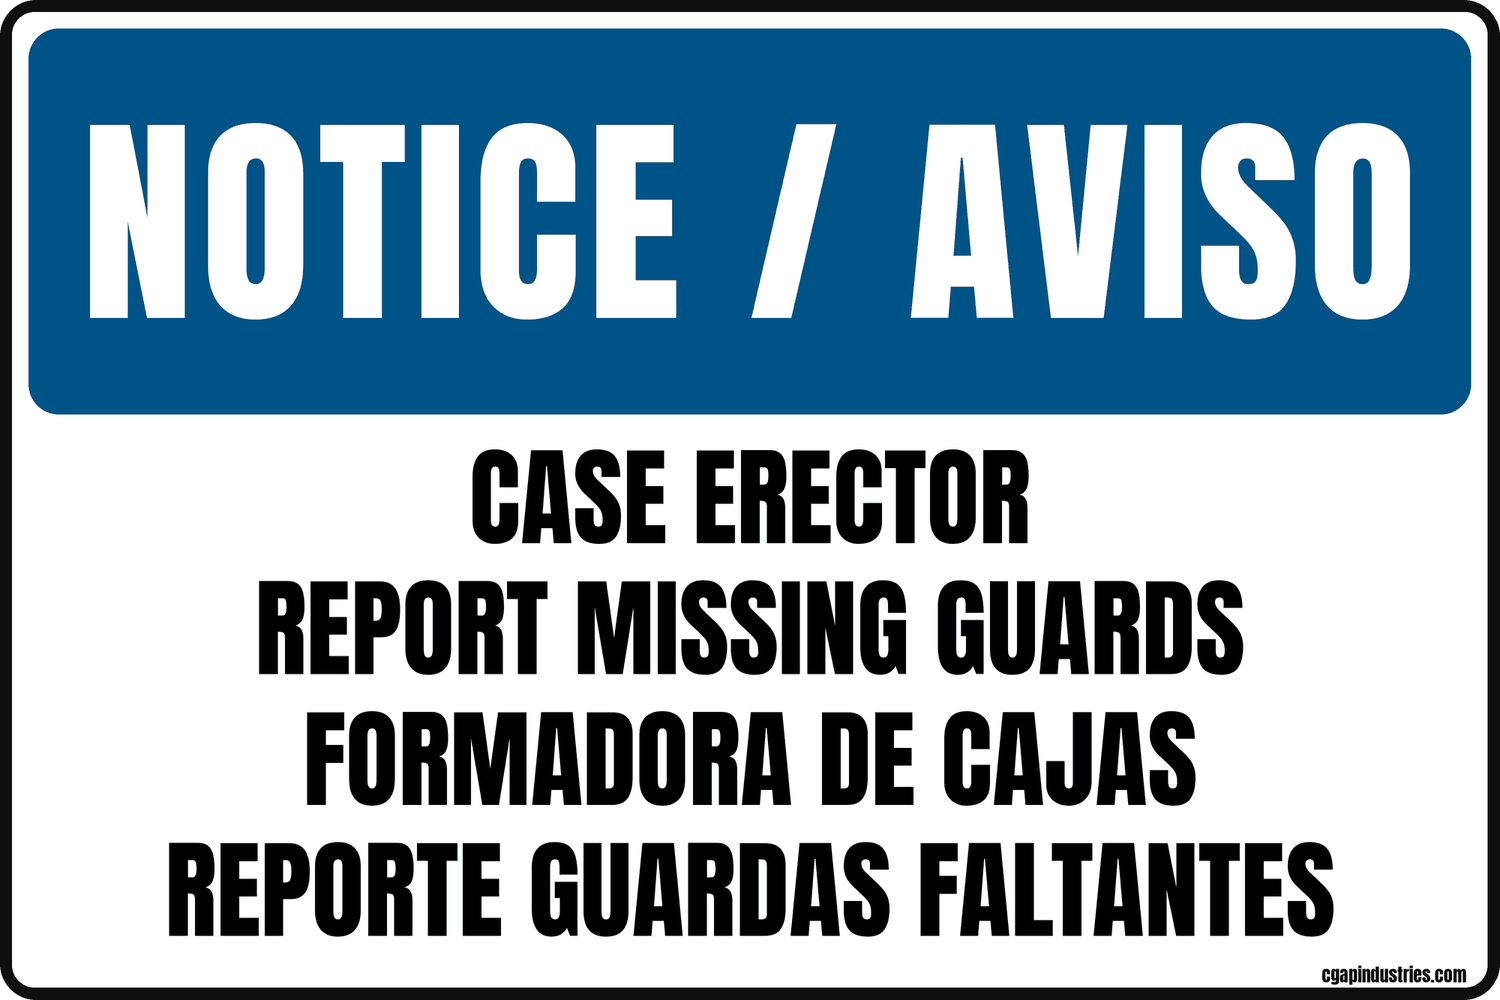 NOTICE / AVISO
CASE ERECTOR
REPORT MISSING GUARDS
FORMADORA DE CAJAS
REPORTE GUARDAS FALTANTES
cgapindustries.com